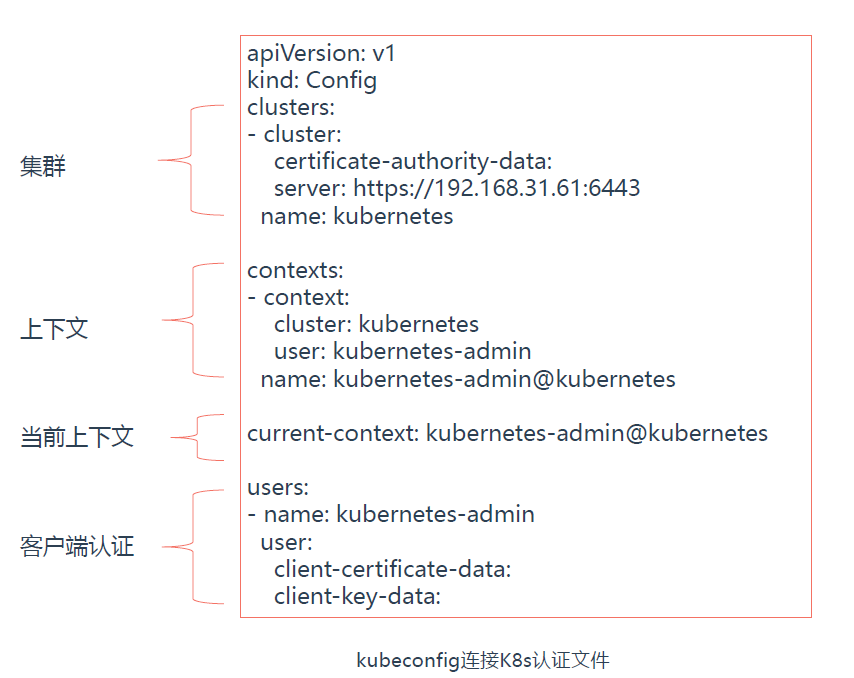 apiVersion: v1
kind: Config
clusters:
- cluster:
    certificate-authority-data:
    server: https://192.168.31.61:6443
  name: kubernetes
集群
contexts:
- context:
    cluster: kubernetes
    user: kubernetes-admin
  name: kubernetes-admin@kubernetes
上下文
current-context: kubernetes-admin@kubernetes
当前上下文
users:
- name: kubernetes-admin
  user:
    client-certificate-data:
    client-key-data:
客户端认证
kubeconfig连接K8s认证文件